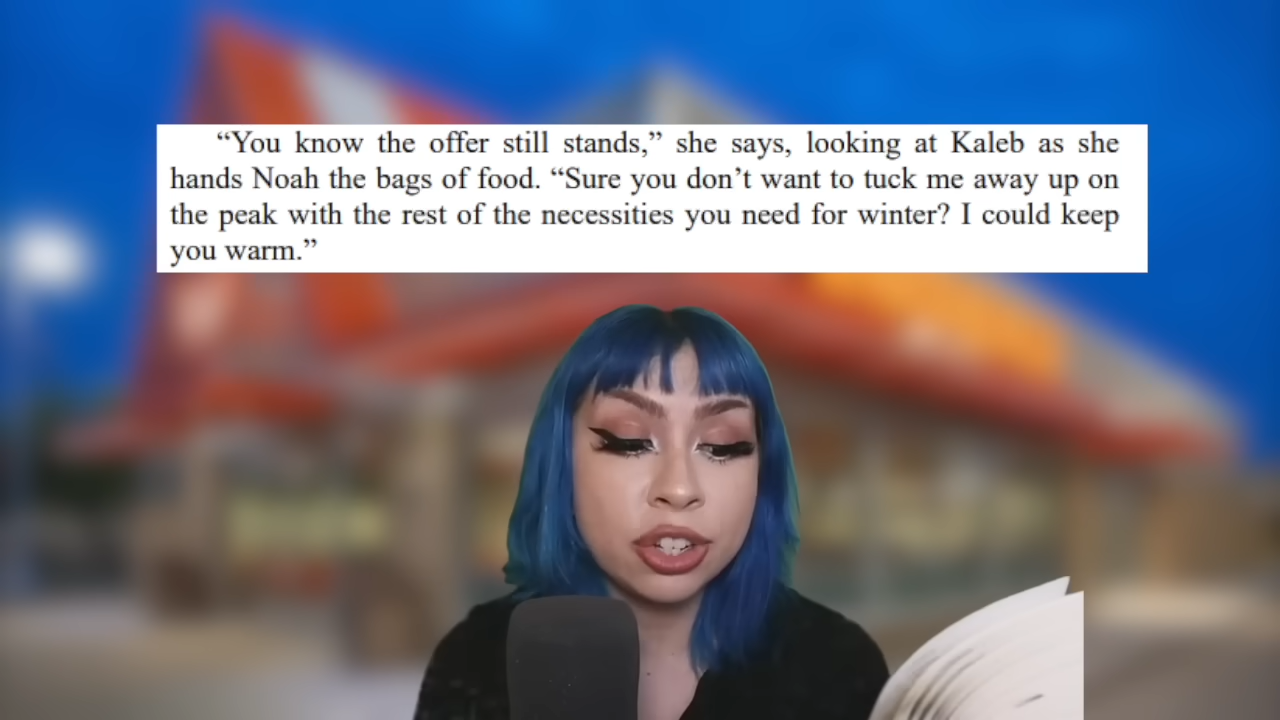 “You know the offer still stands,” she says, looking at Kaleb as she
hands Noah the bags of food. “Sure you don’t want to tuck me away up on
the peak with the rest of the necessities you need for winter? I could keep
you warm.”